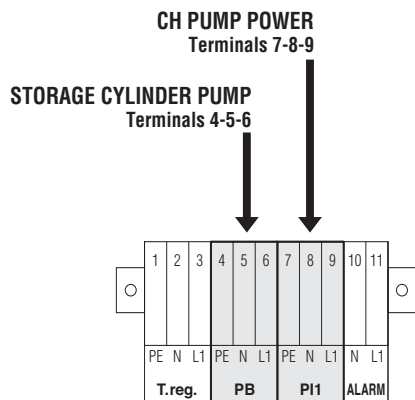 CH PUMP POWER
Terminals 7-8-9
STORAGE CYLINDER PUMP
Terminals 4-5-6
1 2 3 4 5 6 7 8 9 10 11
PE N L1 PE N L1 PE N L1 N L1
T.reg. PB PI1 ALARM